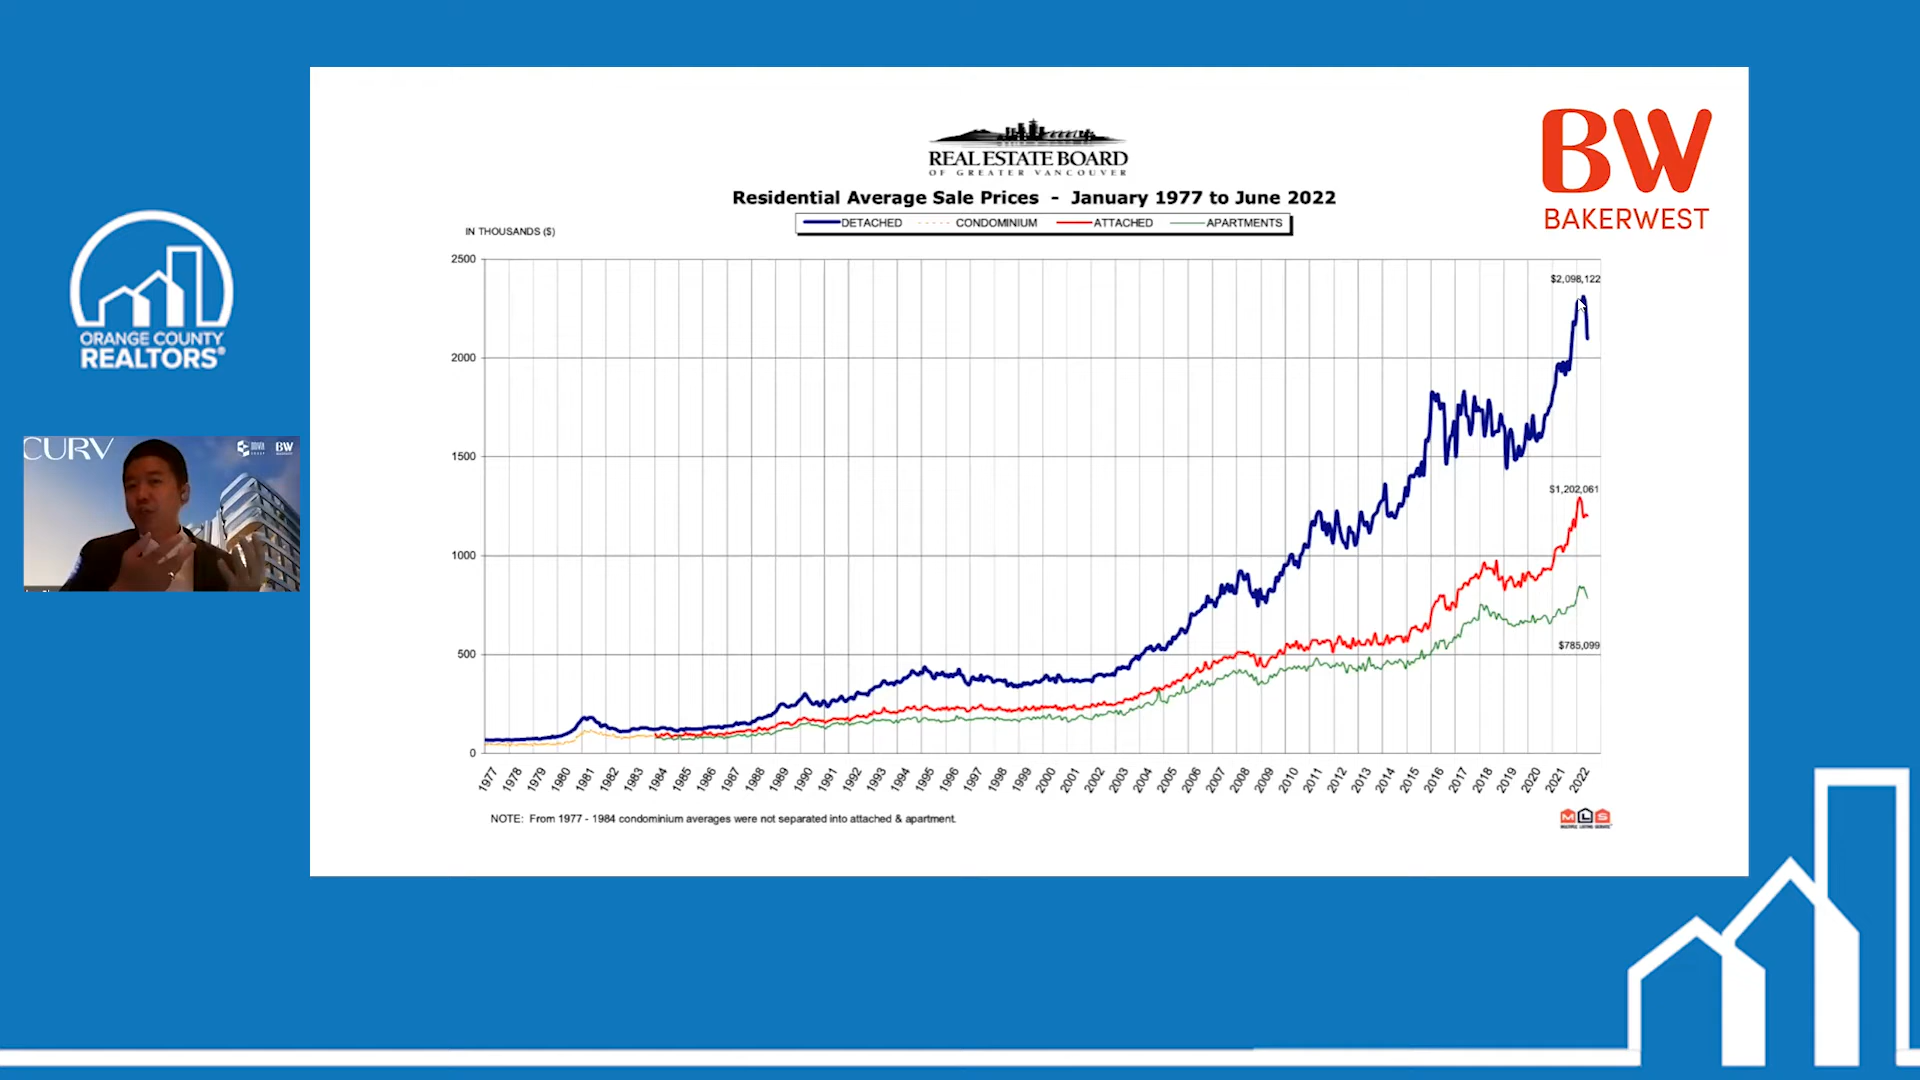 REAL ESTATE BOARD
OF GREATER VANCOUVER
BW
BAKERWEST
Residential Average Sale Prices - January 1977 to June 2022
DETACHED CONDOMINIUM ATTACHED APARTMENTS
IN THOUSANDS ($)
2500
$2,098,122
2000
1500
$1,202,061
1000
500
$785,099
0
1977 1978 1979 1980 1981 1982 1983 1984 1985 1986 1987 1988 1989 1990 1991 1992 1993 1994 1995 1996 1997 1998 1999 2000 2001 2002 2003 2004 2005 2006 2007 2008 2009 2010 2011 2012 2013 2014 2015 2016 2017 2018 2019 2020 2021 2022
NOTE: From 1977 - 1984 condominium averages were not separated into attached & apartment.
MLS
MULTIPLE LISTING SERVICE
ORANGE COUNTY
REALTORS®
CURV
BW